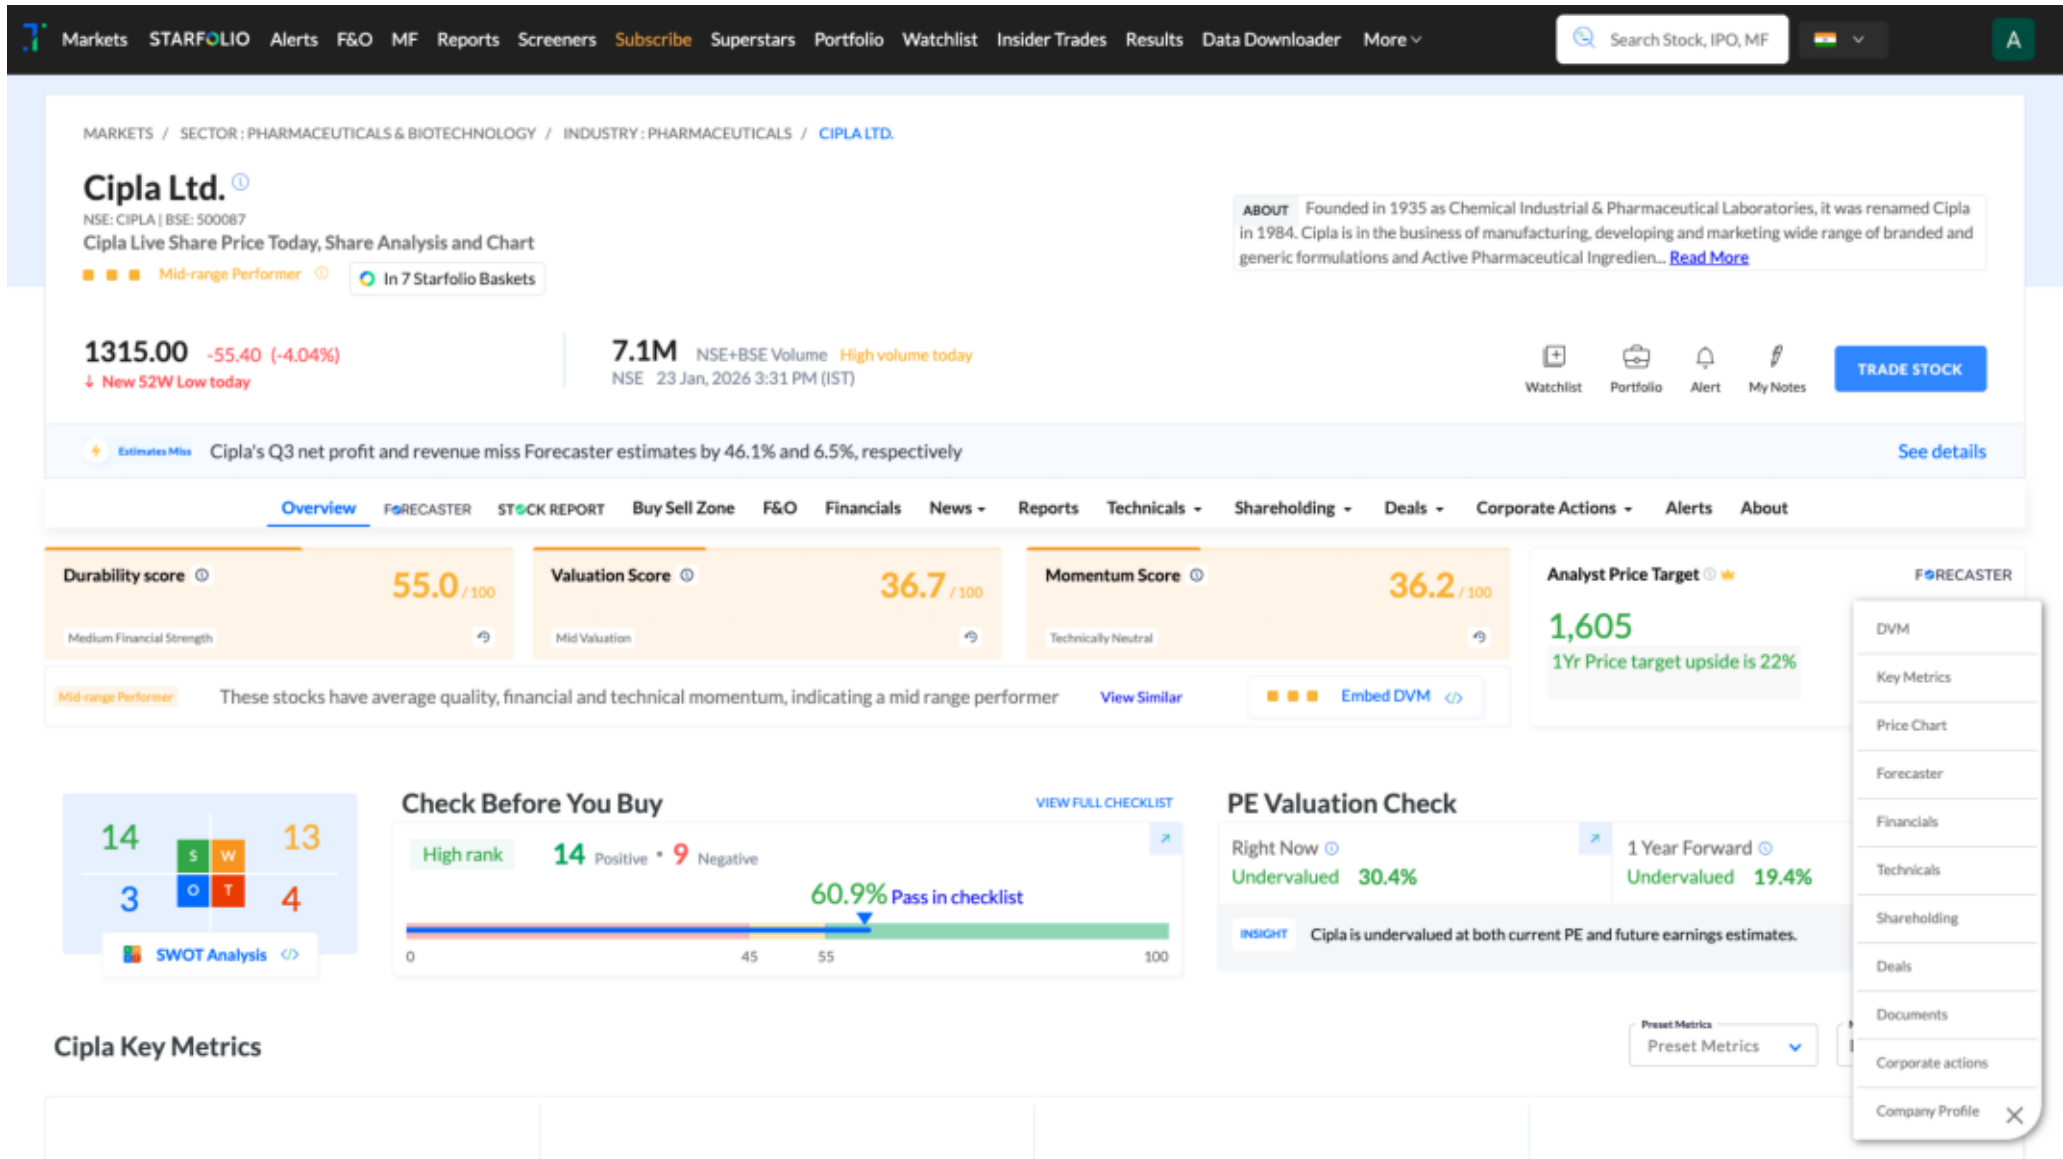 Markets STARFOLIO Alerts F&O MF Reports Screeners Subscribe Superstars Portfolio Watchlist Insider Trades Results Data Downloader More Search Stock, IPO, MF A
MARKETS / SECTOR : PHARMACEUTICALS & BIOTECHNOLOGY / INDUSTRY : PHARMACEUTICALS / CIPLA LTD.
Cipla Ltd.
NSE: CIPLA | BSE: 500087
Cipla Live Share Price Today, Share Analysis and Chart
Mid-range Performer In 7 Starfolio Baskets
ABOUT Founded in 1935 as Chemical Industrial & Pharmaceutical Laboratories, it was renamed Cipla
in 1984. Cipla is in the business of manufacturing, developing and marketing wide range of branded and
generic formulations and Active Pharmaceutical Ingredien... Read More
1315.00 -55.40 (-4.04%)
↓ New 52W Low today
7.1M NSE+BSE Volume High volume today
NSE 23 Jan, 2026 3:31 PM (IST)
Watchlist Portfolio Alert My Notes TRADE STOCK
Estimates Miss Cipla's Q3 net profit and revenue miss Forecaster estimates by 46.1% and 6.5%, respectively See details
Overview FORECASTER STOCK REPORT Buy Sell Zone F&O Financials News Reports Technicals Shareholding Deals Corporate Actions Alerts About
Durability score 55.0 / 100
Medium Financial Strength
Valuation Score 36.7 / 100
Mid Valuation
Momentum Score 36.2 / 100
Technically Neutral
Analyst Price Target FORECASTER
1,605
1Yr Price target upside is 22%
Mid-range Performer These stocks have average quality, financial and technical momentum, indicating a mid range performer View Similar Embed DVM </>
14 13
S W
O T
3 4
SWOT Analysis </>
Check Before You Buy VIEW FULL CHECKLIST
High rank 14 Positive • 9 Negative
60.9% Pass in checklist
0 45 55 100
PE Valuation Check
Right Now
Undervalued 30.4%
1 Year Forward
Undervalued 19.4%
INSIGHT Cipla is undervalued at both current PE and future earnings estimates.
Cipla Key Metrics
Preset Metrics
Preset Metrics
DVM
Key Metrics
Price Chart
Forecaster
Financials
Technicals
Shareholding
Deals
Documents
Corporate actions
Company Profile